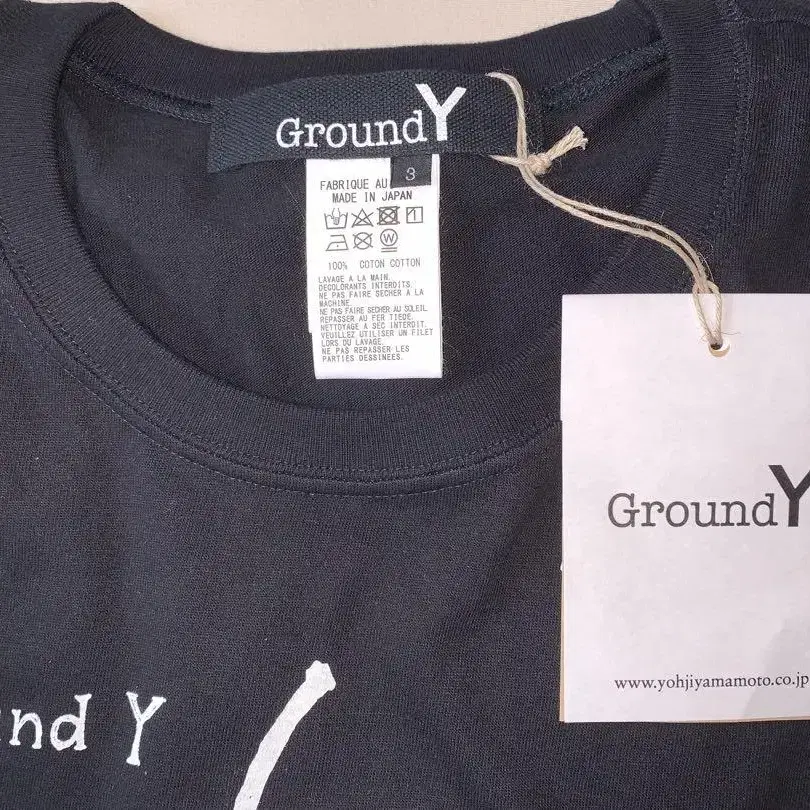 GroundY
3
FABRIQUE AU
MADE IN JAPAN
100% COTON COTTON
LAVAGE A LA MAIN.
DECOLORANTS INTERDITS.
NE PAS FAIRE SECHER A LA
MACHINE.
NE PAS FAIRE SECHER AU SOLEIL.
REPASSER AU FER TIEDE.
NETTOYAGE A SEC INTERDIT.
VEUILLEZ UTILISER UN FILET
LORS DU LAVAGE.
NE PAS REPASSER LES
PARTIES DESSINEES.
GroundY
www.yohjiyamamoto.co.jp
nd Y